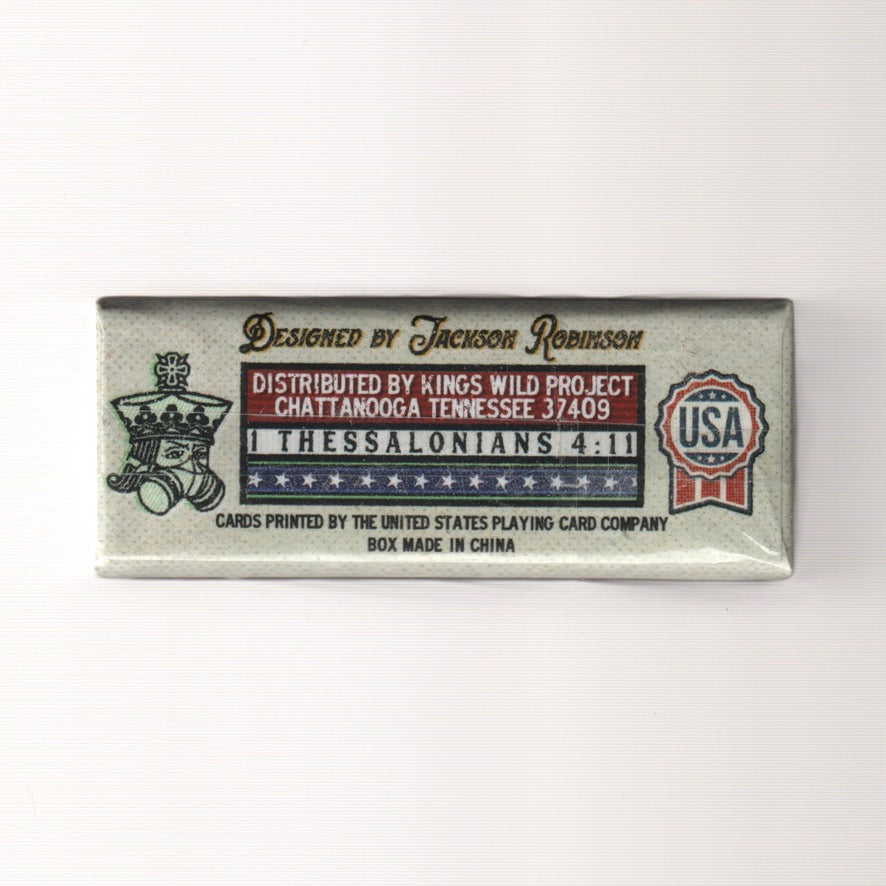 Designed by Jackson Robinson
DISTRIBUTED BY KINGS WILD PROJECT
CHATTANOOGA TENNESSEE 37409
1 THESSALONIANS 4:11
USA
CARDS PRINTED BY THE UNITED STATES PLAYING CARD COMPANY
BOX MADE IN CHINA